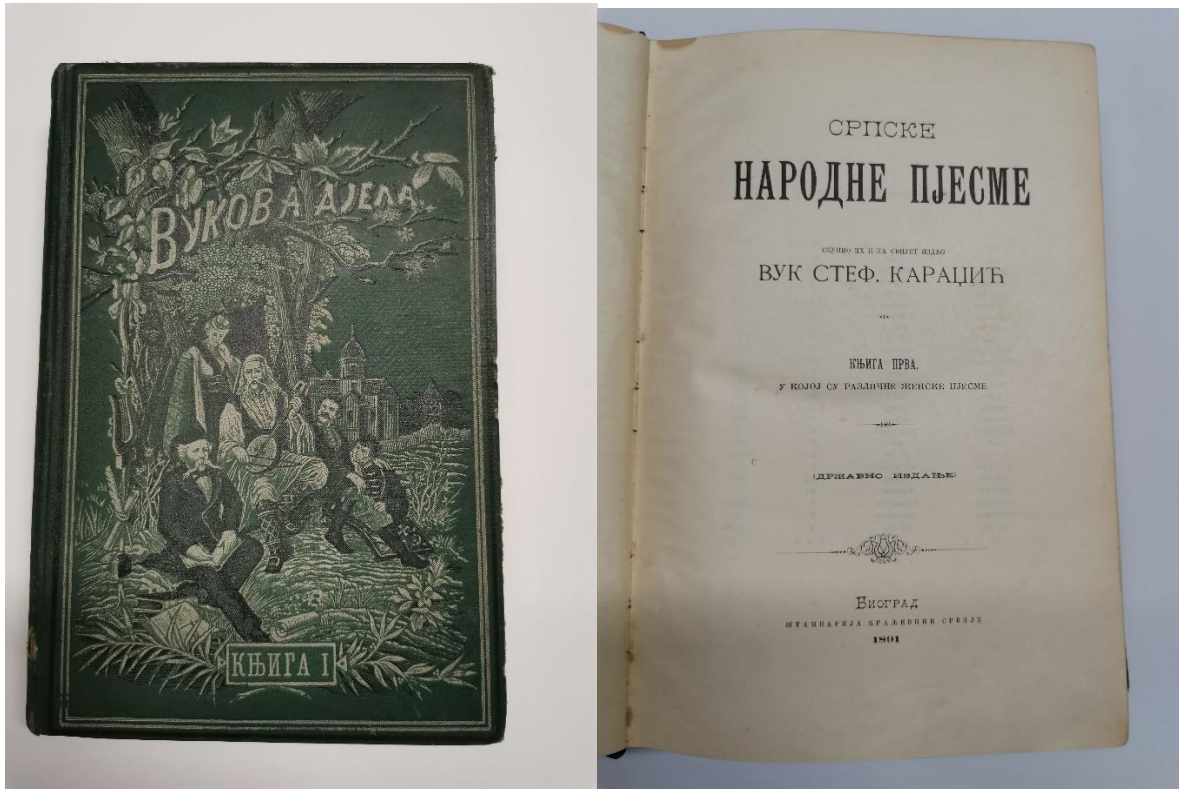 ВУКОВА ДЈЕЛА
КЊИГА I
СРПСКЕ
НАРОДНЕ ПЈЕСМЕ
СКУПИО ИХ И НА СВИЈЕТ ИЗДАО
ВУК СТЕФ. КАРАЏИЋ
КЊИГА ПРВА,
У КОЈОЈ СУ РАЗЛИЧНЕ ЖЕНСКЕ ПЈЕСМЕ
(ДРЖАВНО ИЗДАЊЕ)
БИОГРАД
ШТАМПАРИЈА КРАЉЕВИНЕ СРБИЈЕ
1891